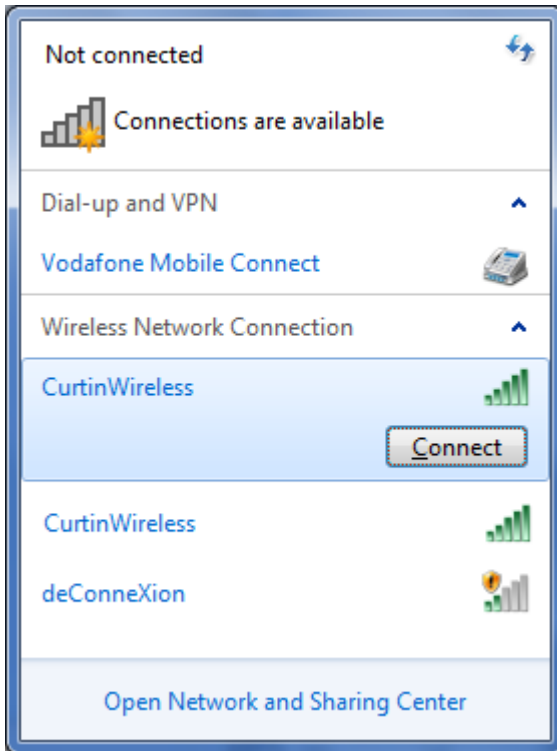 Not connected
Connections are available
Dial-up and VPN
Vodafone Mobile Connect
Wireless Network Connection
CurtinWireless
Connect
CurtinWireless
deConneXion
Open Network and Sharing Center